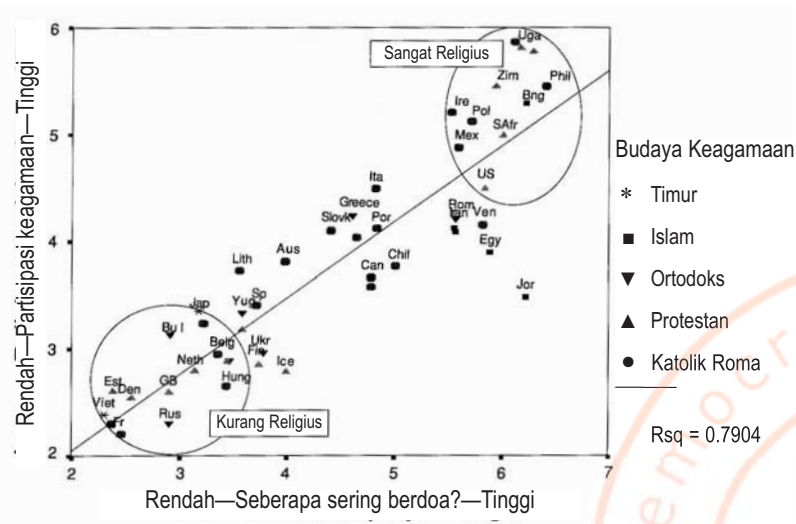 Rendah—Partisipasi keagamaan—Tinggi
6
5
4
3
2
Sangat Religius
Uga
Zim
Phil
Bng
Ire
Pol
SAfr
Mex
US
Ita
Greece
Slovk
Por
Rom
Ven
Egy
Jor
Aus
Chil
Can
Lith
Sp
Yug
Jap
Bul
Belg
Ukr
Fin
Ice
Neth
Hung
Est
Den
GB
Viet
Fr
Rus
Kurang Religius
2 3 4 5 6 7
Rendah—Seberapa sering berdoa?—Tinggi
Budaya Keagamaan
Timur
Islam
Ortodoks
Protestan
Katolik Roma
Rsq = 0.7904
emocr